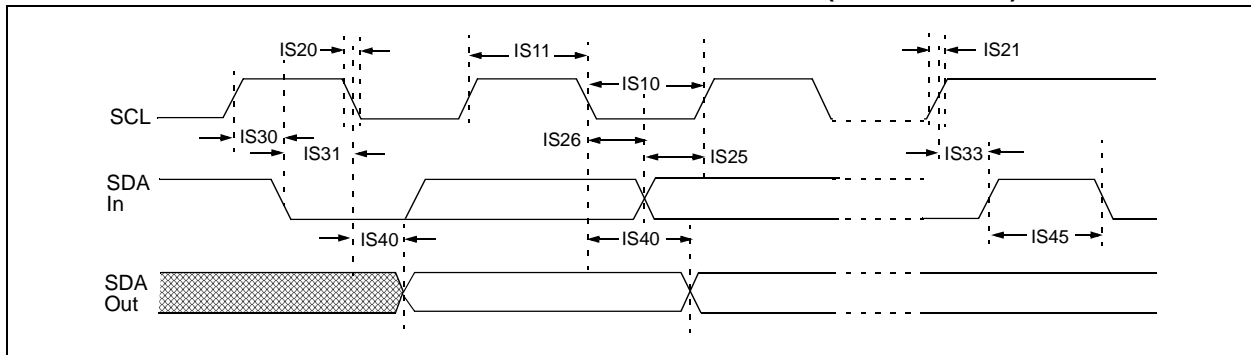 IS20
IS11
IS21
IS10
SCL
IS30
IS26
IS31
IS25
IS33
SDA
In
IS40
IS40
IS45
SDA
Out